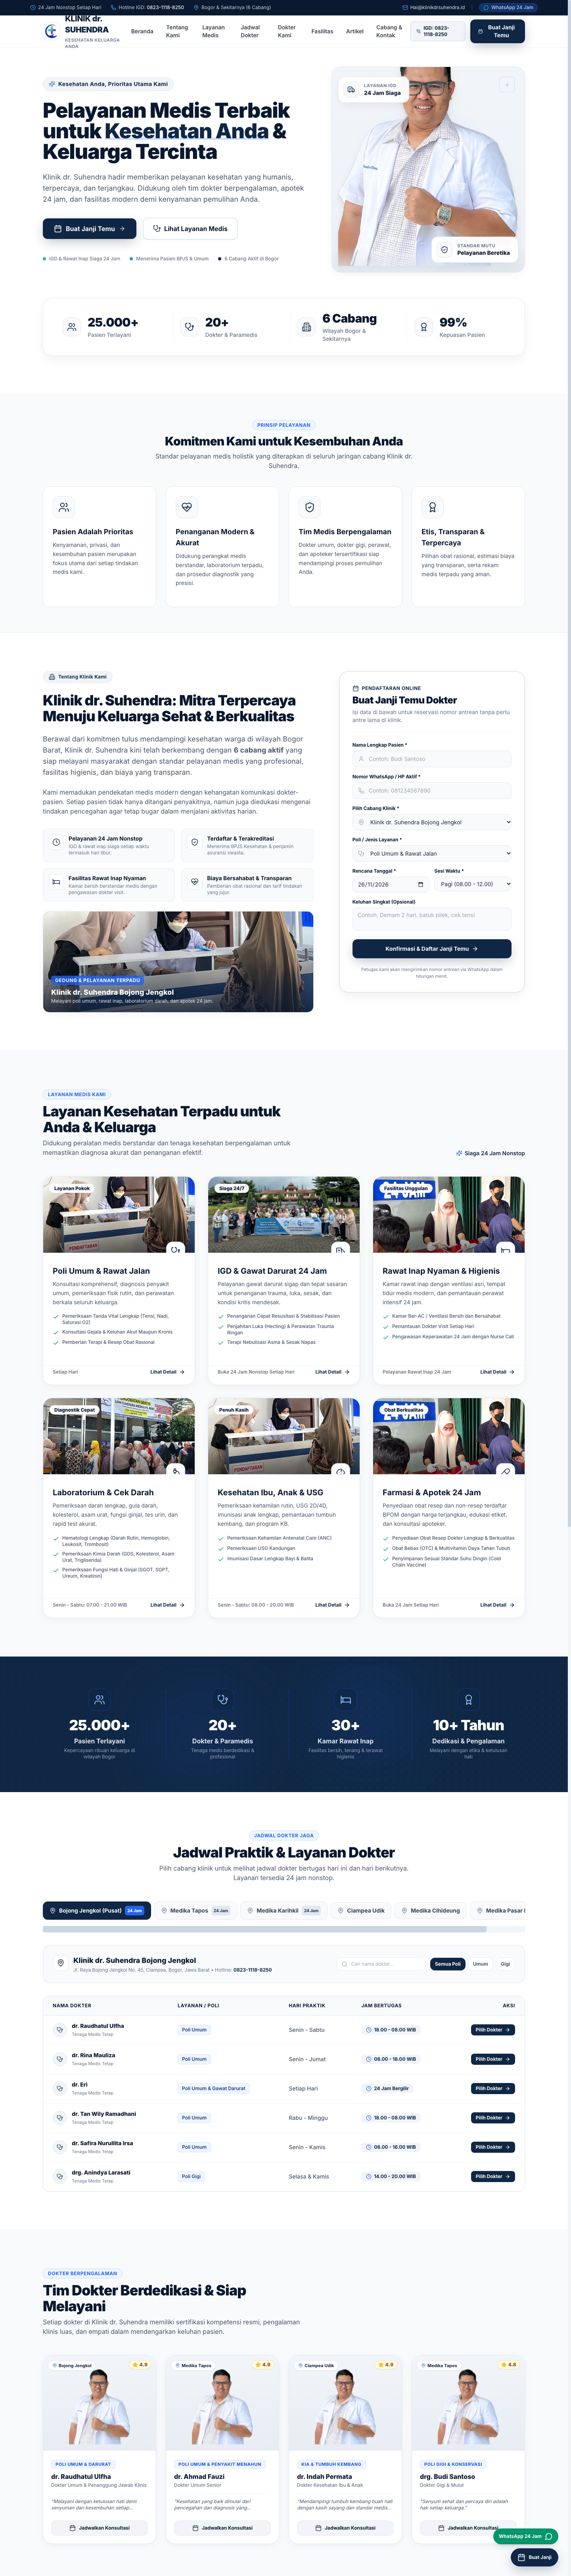 24 Jam Nonstop Setiap Hari
Hotline IGD: 0823-1118-8250
Bogor & Sekitarnya (6 Cabang)
Hai@klinikdrsuhendra.id
WhatsApp 24 Jam
KLINIK dr. SUHENDRA
KESEHATAN KELUARGA ANDA
Beranda
Tentang Kami
Layanan Medis
Jadwal Dokter
Dokter Kami
Fasilitas
Artikel
Cabang & Kontak
IGD: 0823-1118-8250
Buat Janji Temu
Kesehatan Anda, Prioritas Utama Kami
Pelayanan Medis Terbaik
untuk Kesehatan Anda &
Keluarga Tercinta
Klinik dr. Suhendra hadir memberikan pelayanan kesehatan yang humanis,
terpercaya, dan terjangkau. Didukung oleh tim dokter berpengalaman, apotek
24 jam, dan fasilitas modern demi kenyamanan pemulihan Anda.
Buat Janji Temu
Lihat Layanan Medis
IGD & Rawat Inap Siaga 24 Jam
Menerima Pasien BPJS & Umum
6 Cabang Aktif di Bogor
LAYANAN IGD
24 Jam Siaga
STANDAR MUTU
Pelayanan Beretika
25.000+
Pasien Terlayani
20+
Dokter & Paramedis
6 Cabang
Wilayah Bogor &
Sekitarnya
99%
Kepuasan Pasien
PRINSIP PELAYANAN
Komitmen Kami untuk Kesembuhan Anda
Standar pelayanan medis holistik yang diterapkan di seluruh jaringan cabang Klinik dr.
Suhendra.
Pasien Adalah Prioritas
Kenyamanan, privasi, dan
kesembuhan pasien merupakan
fokus utama dari setiap tindakan
medis kami.
Penanganan Modern &
Akurat
Didukung perangkat medis
berstandar, laboratorium terpadu,
dan prosedur diagnostik yang
presisi.
Tim Medis Berpengalaman
Dokter umum, dokter gigi, perawat,
dan apoteker tersertifikasi siap
mendampingi proses pemulihan
Anda.
Etis, Transparan &
Terpercaya
Pilihan obat rasional, estimasi biaya
yang transparan, serta rekam
medis terpadu yang aman.
Tentang Klinik Kami
Klinik dr. Suhendra: Mitra Terpercaya
Menuju Keluarga Sehat & Berkualitas
Berawal dari komitmen tulus mendampingi kesehatan warga di wilayah Bogor
Barat, Klinik dr. Suhendra kini telah berkembang dengan 6 cabang aktif yang
siap melayani masyarakat dengan standar pelayanan medis yang profesional,
fasilitas higienis, dan biaya yang transparan.
Kami memadukan peralatan kedokteran modern dengan kehangatan komunikasi dokter-
pasien. Setiap pasien tidak hanya ditangani penyakitnya, namun juga diedukasi mengenai
tindakan pencegahan agar tetap bugar dalam menjalani aktivitas harian.
Pelayanan 24 Jam Nonstop
IGD & rawat inap siaga setiap waktu
termasuk hari libur.
Terdaftar & Terakreditasi
Menerima BPJS Kesehatan & penjamin
asuransi swasta.
Fasilitas Rawat Inap Nyaman
Kamar bersih berstandar medis dengan
pengawasan dokter visit.
Biaya Bersahabat & Transparan
Pemberian obat rasional dan tarif tindakan
yang jujur.
GEDUNG & PELAYANAN TERPADU
Klinik dr. Suhendra Bojong Jengkol
Melayani poli umum, rawat inap, laboratorium darah, dan apotek 24 jam.
PENDAFTARAN ONLINE
Buat Janji Temu Dokter
Isi data di bawah untuk reservasi nomor antrean tanpa perlu
antre lama di klinik.
Nama Lengkap Pasien *
Contoh: Budi Santoso
Nomor WhatsApp / HP Aktif *
Contoh: 081234567890
Pilih Cabang Klinik *
Klinik dr. Suhendra Bojong Jengkol
Poli / Jenis Layanan *
Poli Umum & Rawat Jalan
Rencana Tanggal *
Sesi Waktu *
26/11/2026
Pagi (08.00 - 12.00)
Keluhan Singkat (Opsional)
Contoh: Demam 2 hari, batuk pilek, cek tensi
Konfirmasi & Daftar Janji Temu
Petugas kami akan mengirimkan nomor antrean via WhatsApp dalam
hitungan menit.
LAYANAN MEDIS KAMI
Layanan Kesehatan Terpadu untuk
Anda & Keluarga
Didukung peralatan medis berstandar dan tenaga kesehatan berpengalaman untuk
memastikan diagnosa akurat dan penanganan efektif.
Siaga 24 Jam Nonstop
Layanan Pokok
Poli Umum & Rawat Jalan
Konsultasi komprehensif, diagnosis penyakit
umum, pemeriksaan fisik rutin, dan perawatan
berkala seluruh keluarga.
Pemeriksaan Tanda Vital Lengkap (Tensi, Nadi,
Saturasi O2)
Konsultasi Gejala & Keluhan Akut Maupun Kronis
Pemberian Terapi & Resep Obat Rasional
Setiap Hari
Lihat Detail
Siaga 24/7
IGD & Gawat Darurat 24 Jam
Pelayanan gawat darurat sigap dan tepat untuk
penanganan trauma, luka, sesak, dan
kondisi kritis mendesak.
Penanganan Cepat Resusitasi & Stabilisasi Pasien
Penjahitan Luka (Hecting) & Perawatan Trauma
Ringan
Terapi Nebulisasi Asma & Sesak Napas
Buka 24 Jam Nonstop Setiap Hari
Lihat Detail
Fasilitas Unggulan
Rawat Inap Nyaman & Higienis
Kamar rawat inap dengan ventilasi asri, tempat
tidur medis modern, dan pemantauan perawat
intensif 24 jam.
Kamar Ber-AC / Ventilasi Bersih dan Bersahabat
Pemantauan Dokter Visit Setiap Hari
Pengawasan Keperawatan 24 Jam dengan Nurse Call
Pelayanan Rawat Inap 24 Jam
Lihat Detail
Diagnostik Cepat
Laboratorium & Cek Darah
Pemeriksaan darah lengkap, gula darah,
kolesterol, asam urat, fungsi ginjal, tes urin, dan
rapid test akurat.
Hematologi Lengkap (Darah Rutin, Hemoglobin,
Leukosit, Trombosit)
Pemeriksaan Kimia Darah (GDS, Kolesterol, Asam
Urat, Trigliserida)
Pemeriksaan Fungsi Hati & Ginjal (SGOT, SGPT,
Ureum, Kreatinin)
Senin - Sabtu: 07.00 - 21.00 WIB
Lihat Detail
Penuh Kasih
Kesehatan Ibu, Anak & USG
Pemeriksaan kehamilan rutin, USG 2D/4D,
imunisasi anak lengkap, pemantauan tumbuh
kembang, dan program KB.
Pemeriksaan Kehamilan Antenatal Care (ANC)
Pemeriksaan USG Kandungan
Imunisasi Dasar Lengkap Bayi & Balita
Senin - Sabtu: 08.00 - 20.00 WIB
Lihat Detail
Obat Berkualitas
Farmasi & Apotek 24 Jam
Penyediaan obat resep dan non-resep terdaftar
BPOM dengan harga terjangkau, edukasi etiket,
dan konsultasi obat.
Penyediaan Obat Resep Dokter Lengkap & Berkualitas
Obat Bebas (OTC) & Multivitamin Daya Tahan Tubuh
Penyimpanan Sesuai Standar Suhu Dingin (Cold
Chain Vaccine)
Buka 24 Jam Setiap Hari
Lihat Detail
25.000+
Pasien Terlayani
Kepercayaan ribuan keluarga di
wilayah Bogor
20+
Dokter & Paramedis
Tenaga medis berdedikasi &
profesional
30+
Kamar Rawat Inap
Fasilitas bersih, tenang & terawat
higienis
10+ Tahun
Dedikasi & Pengalaman
Melayani dengan etika & ketulusan
hati
JADWAL DOKTER JAGA
Jadwal Praktik & Layanan Dokter
Pilih cabang klinik untuk melihat jadwal dokter bertugas hari ini dan hari berikutnya.
Layanan tersedia 24 jam nonstop.
Bojong Jengkol (Pusat) 24 Jam
Medika Tapos 24 Jam
Medika Karihkil 24 Jam
Ciampea Udik
Medika Cihideung
Medika Pasar
Klinik dr. Suhendra Bojong Jengkol
Jl. Raya Bojong Jengkol No. 45, Ciampea, Bogor, Jawa Barat • Hotline: 0823-1118-8250
Cari nama dokter...
Semua Poli
Umum
Gigi
NAMA DOKTER
LAYANAN / POLI
HARI PRAKTIK
JAM BERTUGAS
AKSI
dr. Raudhatul Ulfha
Tenaga Medis Tetap
Poli Umum
Senin - Sabtu
18.00 - 08.00 WIB
Pilih Dokter
dr. Rina Mauliza
Tenaga Medis Tetap
Poli Umum
Senin - Jumat
08.00 - 18.00 WIB
Pilih Dokter
dr. Eri
Tenaga Medis Tetap
Poli Umum & Gawat Darurat
Setiap Hari
24 Jam Bergilir
Pilih Dokter
dr. Tan Wily Ramadhani
Tenaga Medis Tetap
Poli Umum
Rabu - Minggu
18.00 - 08.00 WIB
Pilih Dokter
dr. Safira Nurullita Irsa
Tenaga Medis Tetap
Poli Umum
Senin - Kamis
08.00 - 16.00 WIB
Pilih Dokter
drg. Anindya Larasati
Tenaga Medis Tetap
Poli Gigi
Selasa & Kamis
14.00 - 20.00 WIB
Pilih Dokter
DOKTER BERPENGALAMAN
Tim Dokter Berdedikasi & Siap
Melayani
Setiap dokter di Klinik dr. Suhendra memiliki sertifikasi kompetensi resmi, pengalaman
klinis luas, dan empati dalam mendengarkan keluhan pasien.
Bojong Jengkol
4.9
POLI UMUM & DARURAT
dr. Raudhatul Ulfha
Dokter Umum & Penanggung Jawab Klinis
"Melayani dengan ketulusan hati demi
senyuman dan kesembuhan setiap...
Jadwalkan Konsultasi
Medika Tapos
4.9
POLI UMUM & PENYAKIT MENAHUN
dr. Ahmad Fauzi
Dokter Umum Senior
"Kesehatan yang baik dimulai dari
pencegahan dan diagnosis yang...
Jadwalkan Konsultasi
Ciampea Udik
4.9
KIA & TUMBUH KEMBANG
dr. Indah Permata
Dokter Kesehatan Ibu & Anak
"Mendampingi tumbuh kembang buah hati
dengan kasih sayang dan standar medis...
Jadwalkan Konsultasi
Medika Tapos
4.8
POLI GIGI & KONSERVASI
drg. Budi Santoso
Dokter Gigi & Mulut
"Senyum sehat dan percaya diri adalah
hak setiap keluarga."
Jadwalkan Konsultasi
WhatsApp 24 Jam
Buat Janji